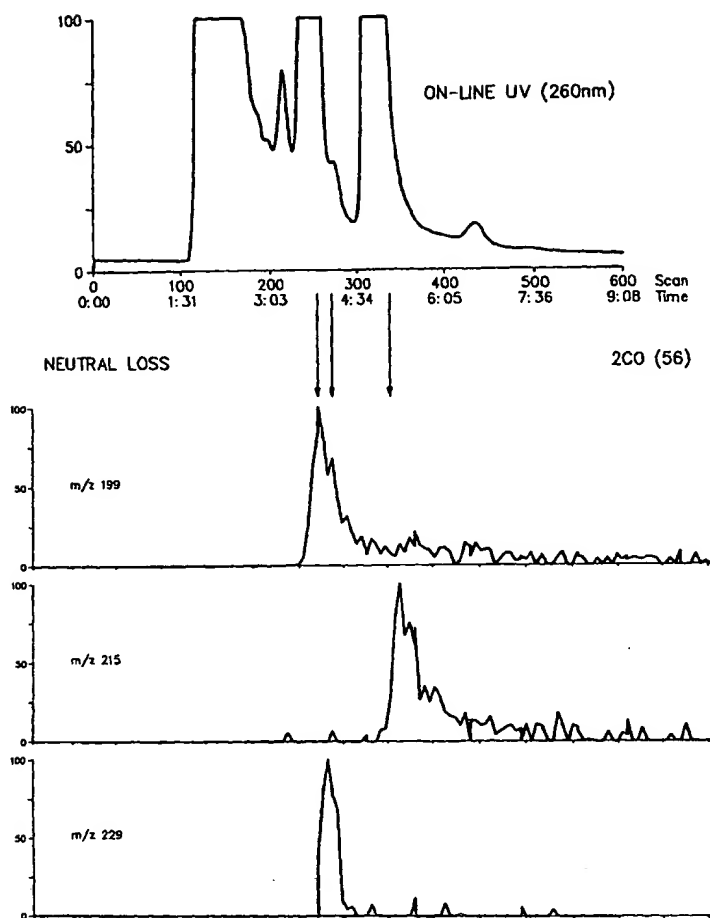 100
ON-LINE UV (260nm)
50
0
0 100 200 300 400 500 600 Scan
0:00 1:31 3:03 4:34 6:05 7:36 9:08 Time
NEUTRAL LOSS 2CO (56)
100
m/z 199
50
0
100
m/z 215
50
0
100
m/z 229
50
0